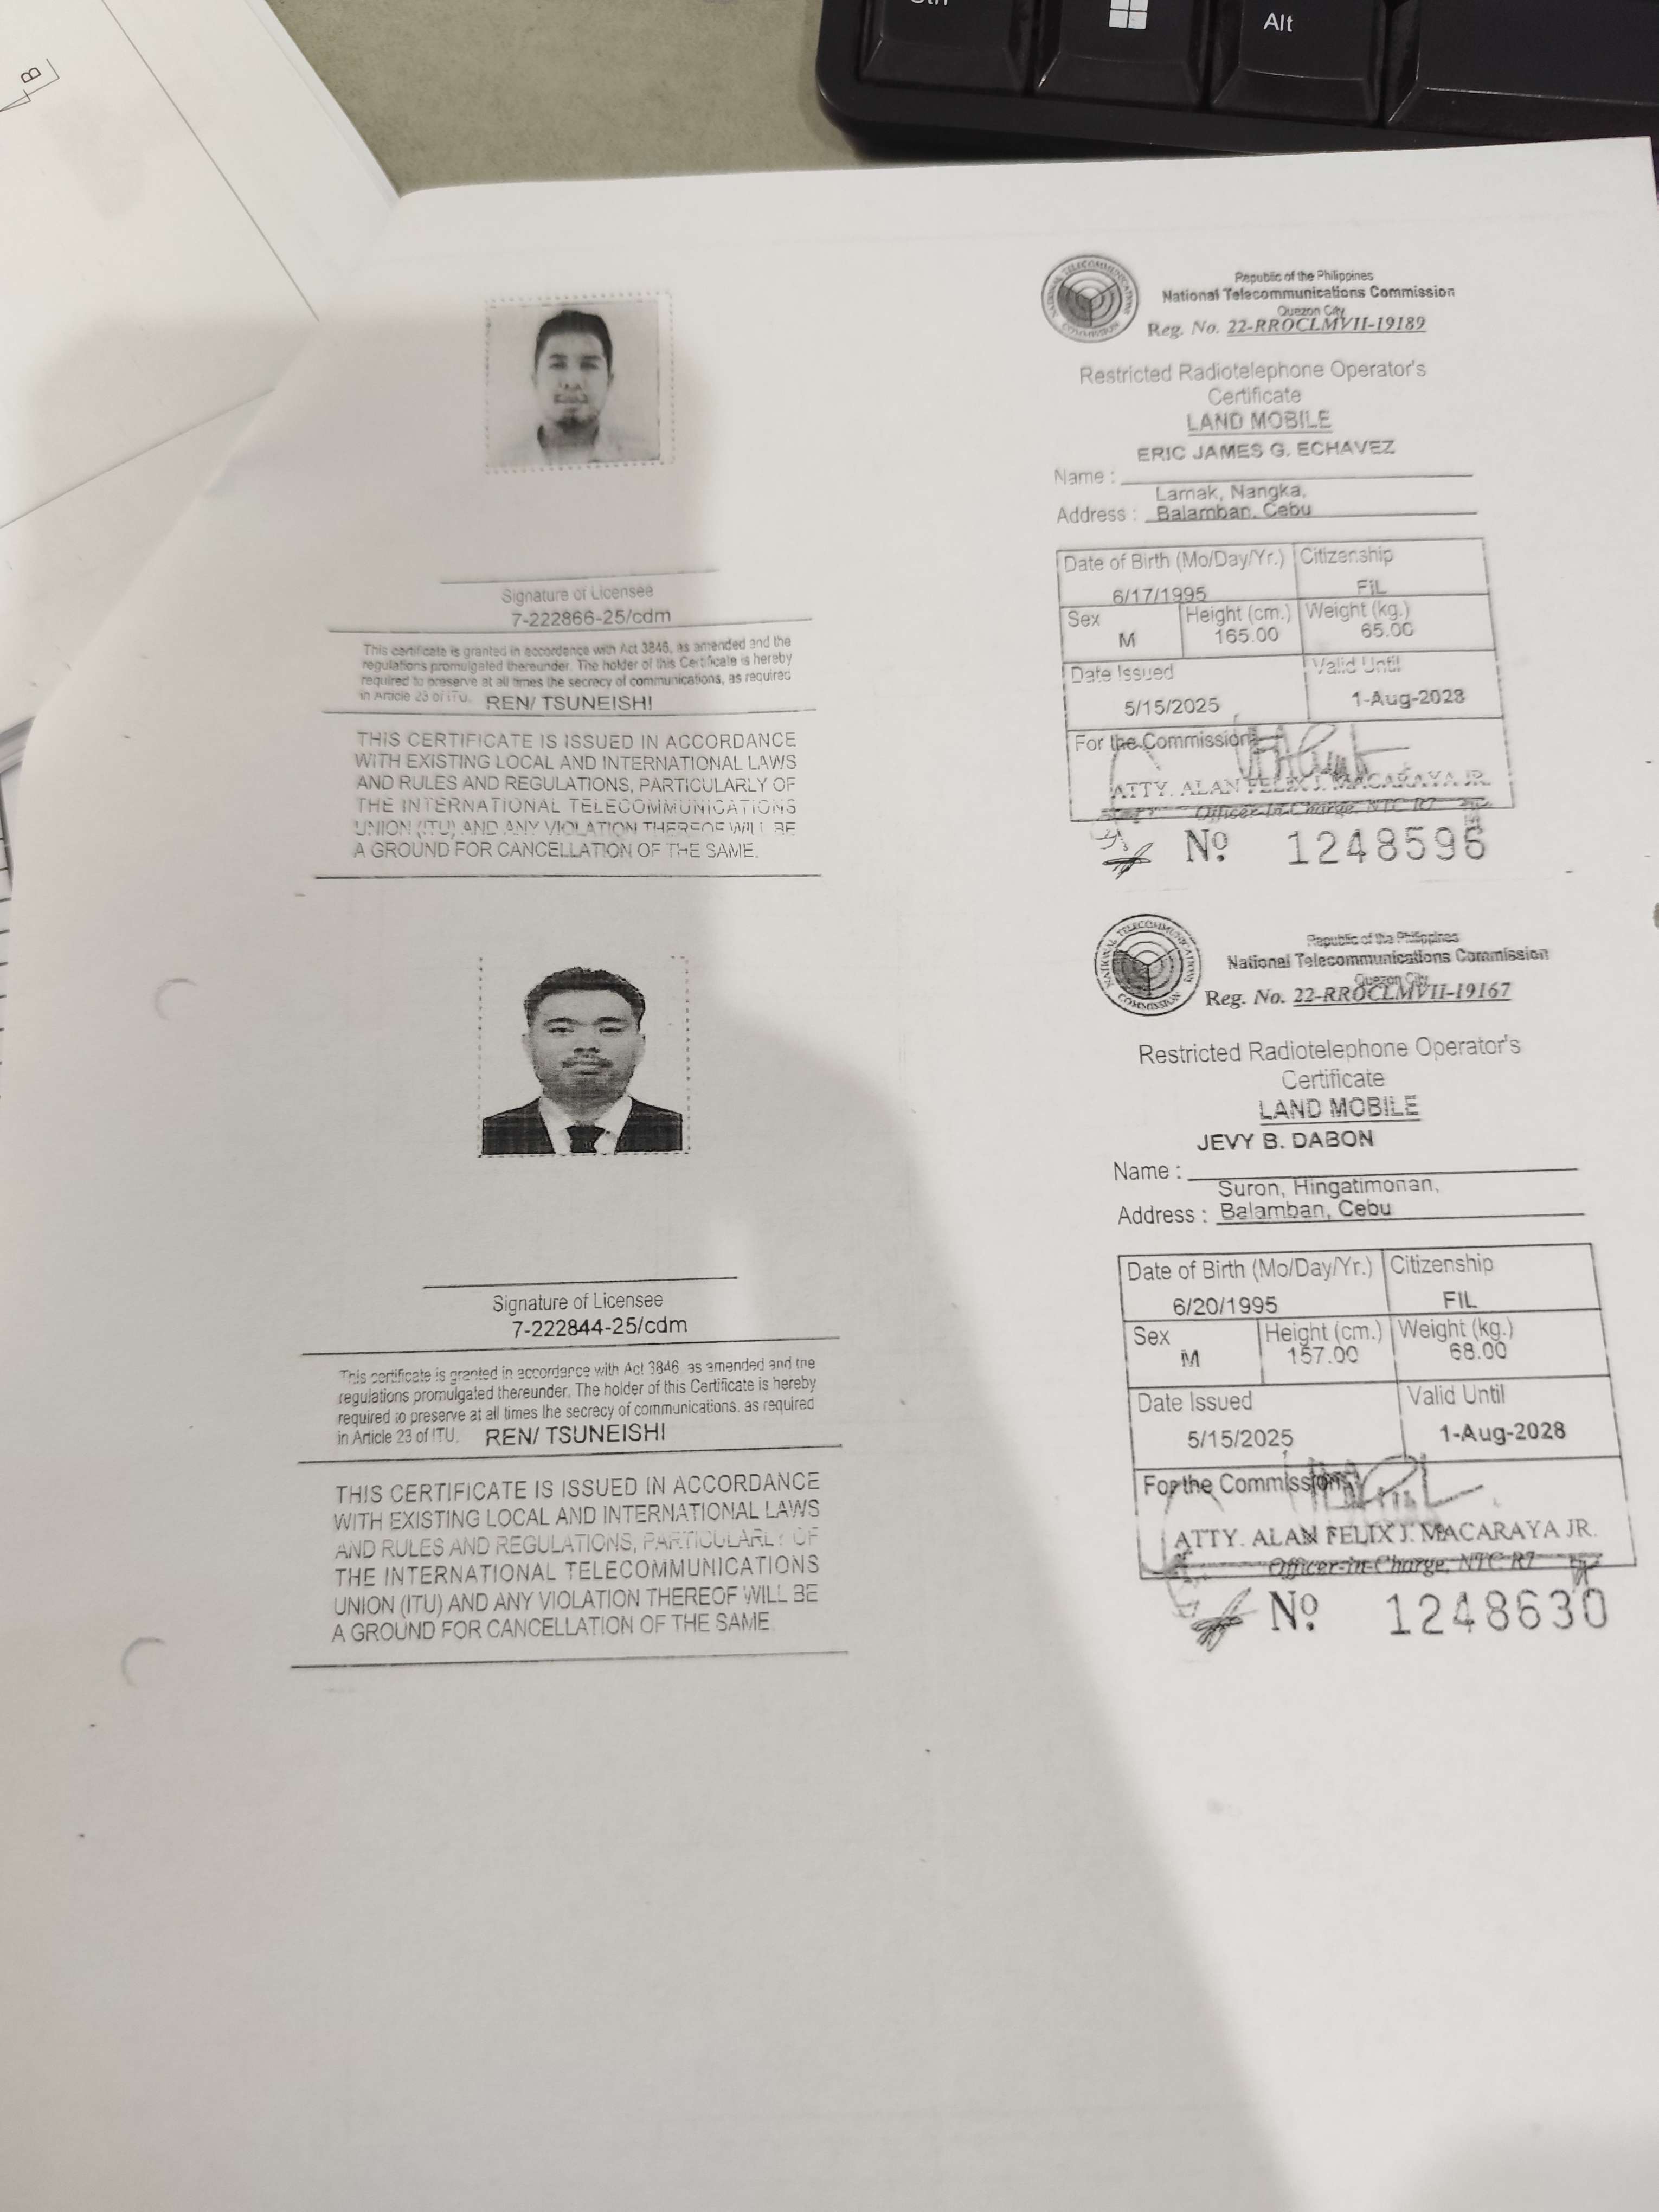 Ctrl
Alt
B
NATIONAL TELECOMMUNICATIONS COMMISSION
Republic of the Philippines
National Telecommunications Commission
Quezon City
Reg. No. 22-RROCLMVII-19189
Restricted Radiotelephone Operator's
Certificate
LAND MOBILE
ERIC JAMES G. ECHAVEZ
Name :
Lamak, Nangka,
Address : Balamban, Cebu
Date of Birth (Mo/Day/Yr.) Citizenship
6/17/1995 FIL
Sex Height (cm.) Weight (kg.)
M 165.00 65.00
Date Issued Valid Until
5/15/2025 1-Aug-2028
For the Commission
ATTY. ALAN FELIX J. MACARAYA JR.
Officer-In-Charge, NTC-R7
Nº 1248596
Signature of Licensee
7-222866-25/cdm
This certificate is granted in accordance with Act 3846, as amended and the
regulations promulgated thereunder. The holder of this Certificate is hereby
required to preserve at all times the secrecy of communications, as required
in Article 23 of ITU. REN/ TSUNEISHI
THIS CERTIFICATE IS ISSUED IN ACCORDANCE
WITH EXISTING LOCAL AND INTERNATIONAL LAWS
AND RULES AND REGULATIONS, PARTICULARLY OF
THE INTERNATIONAL TELECOMMUNICATIONS
UNION (ITU) AND ANY VIOLATION THEREOF WILL BE
A GROUND FOR CANCELLATION OF THE SAME.
NATIONAL TELECOMMUNICATIONS COMMISSION
Republic of the Philippines
National Telecommunications Commission
Quezon City
Reg. No. 22-RROCLMVII-19167
Restricted Radiotelephone Operator's
Certificate
LAND MOBILE
JEVY B. DABON
Name :
Suron, Hingatimonan,
Address : Balamban, Cebu
Date of Birth (Mo/Day/Yr.) Citizenship
6/20/1995 FIL
Sex Height (cm.) Weight (kg.)
M 157.00 68.00
Date Issued Valid Until
5/15/2025 1-Aug-2028
For the Commission
ATTY. ALAN FELIX J. MACARAYA JR.
Officer-in-Charge, NTC-R7
Nº 1248630
Signature of Licensee
7-222844-25/cdm
This certificate is granted in accordance with Act 3846, as amended and the
regulations promulgated thereunder. The holder of this Certificate is hereby
required to preserve at all times the secrecy of communications, as required
in Article 23 of ITU. REN/ TSUNEISHI
THIS CERTIFICATE IS ISSUED IN ACCORDANCE
WITH EXISTING LOCAL AND INTERNATIONAL LAWS
AND RULES AND REGULATIONS, PARTICULARLY OF
THE INTERNATIONAL TELECOMMUNICATIONS
UNION (ITU) AND ANY VIOLATION THEREOF WILL BE
A GROUND FOR CANCELLATION OF THE SAME.